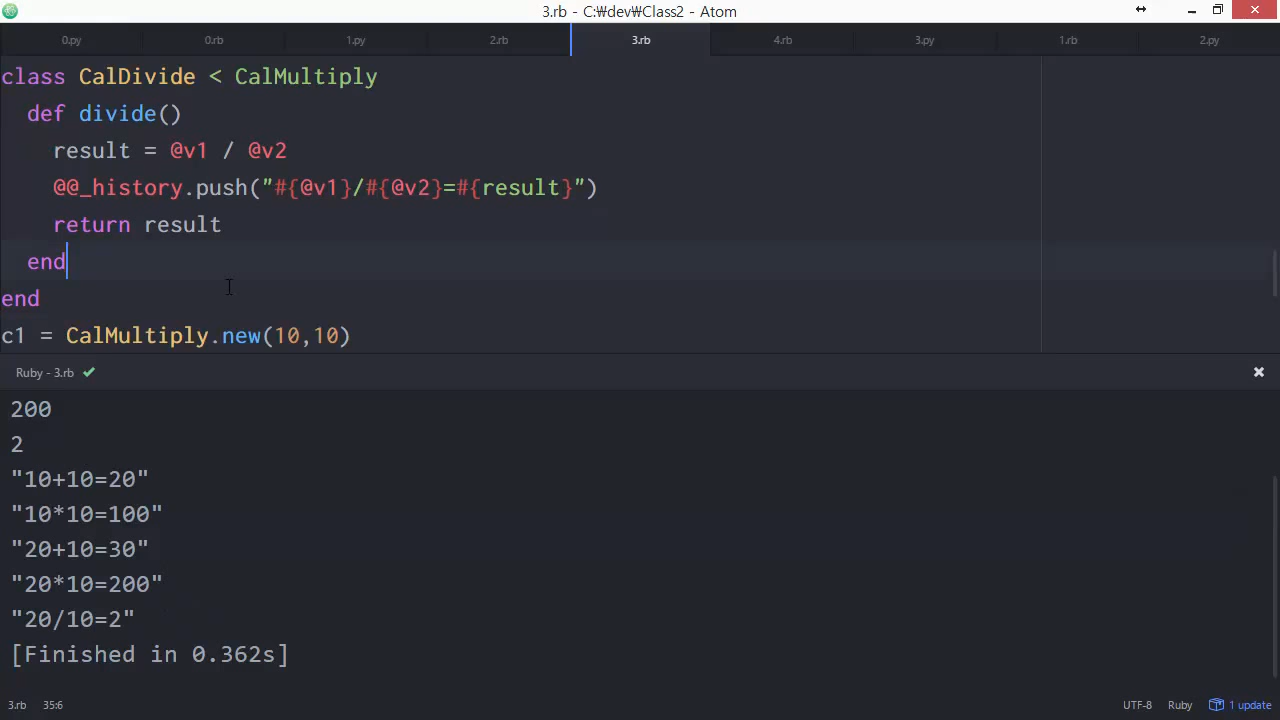 3.rb - C:₩dev₩Class2 - Atom
0.py 0.rb 1.py 2.rb 3.rb 4.rb 3.py 1.rb 2.py
class CalDivide < CalMultiply
  def divide()
    result = @v1 / @v2
    @@_history.push("#{@v1}/#{@v2}=#{result}")
    return result
  end
end
c1 = CalMultiply.new(10,10)
Ruby - 3.rb
200
2
"10+10=20"
"10*10=100"
"20+10=30"
"20*10=200"
"20/10=2"
[Finished in 0.362s]
3.rb 35:6 UTF-8 Ruby 1 update